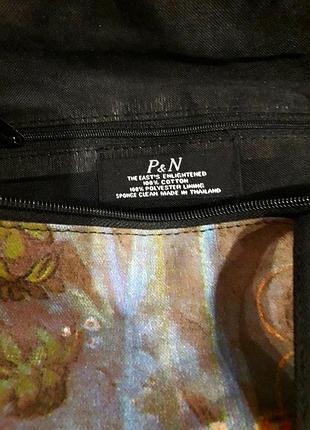 P&N
THE EAST'S ENLIGHTENED
100% COTTON
100% POLYESTER LINING
SPONGE CLEAN MADE IN THAILAND